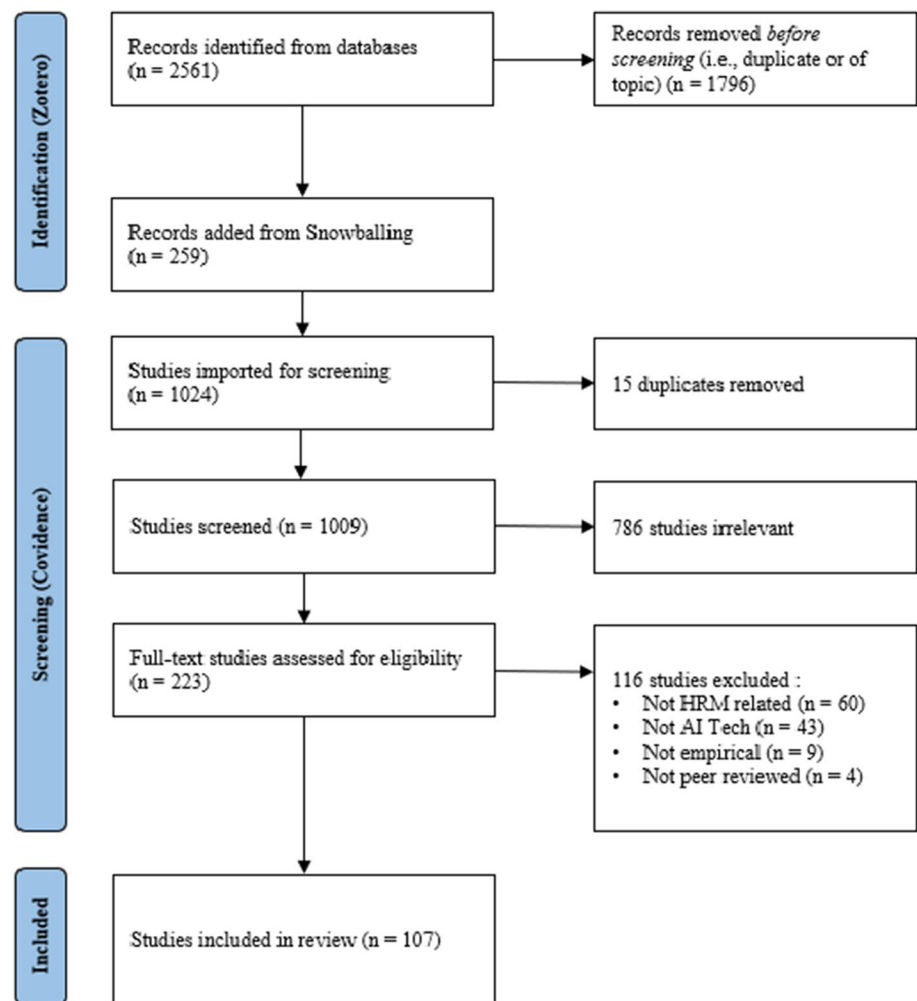 Identification (Zotero)
Records identified from databases
(n = 2561)
Records removed before
screening (i.e., duplicate or of
topic) (n = 1796)
Records added from Snowballing
(n = 259)
Screening (Covidence)
Studies imported for screening
(n = 1024)
15 duplicates removed
Studies screened (n = 1009)
786 studies irrelevant
Full-text studies assessed for eligibility
(n = 223)
116 studies excluded :
• Not HRM related (n = 60)
• Not AI Tech (n = 43)
• Not empirical (n = 9)
• Not peer reviewed (n = 4)
Included
Studies included in review (n = 107)